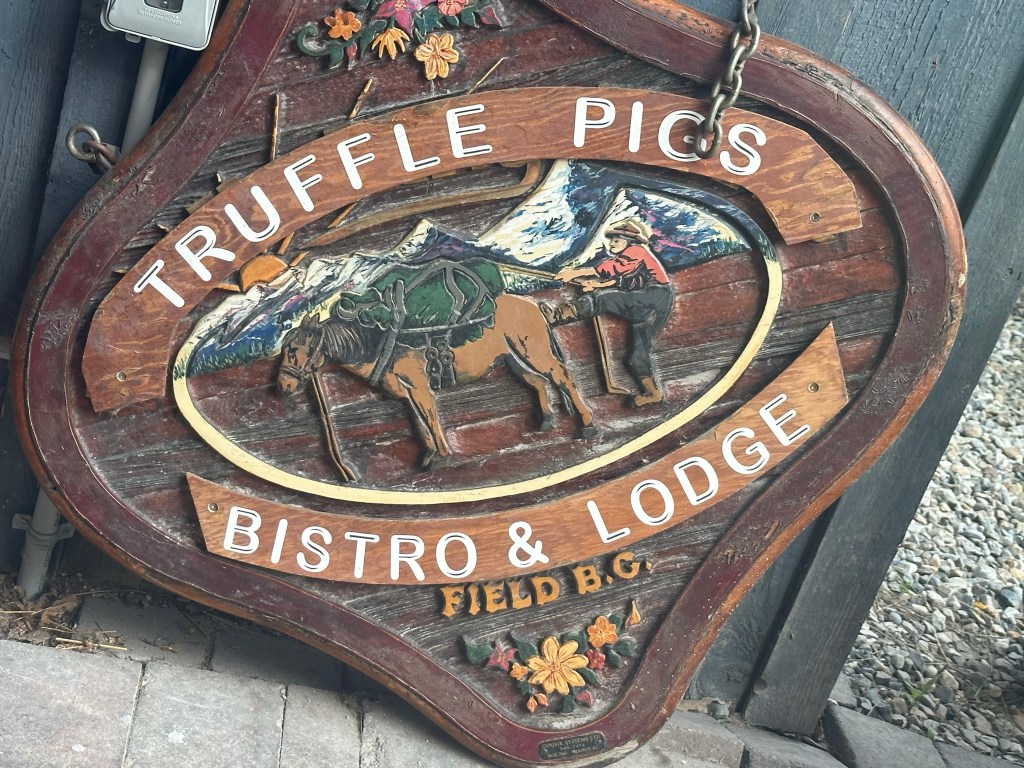 TRUFFLE PIGS
BISTRO & LODGE
FIELD B.C.